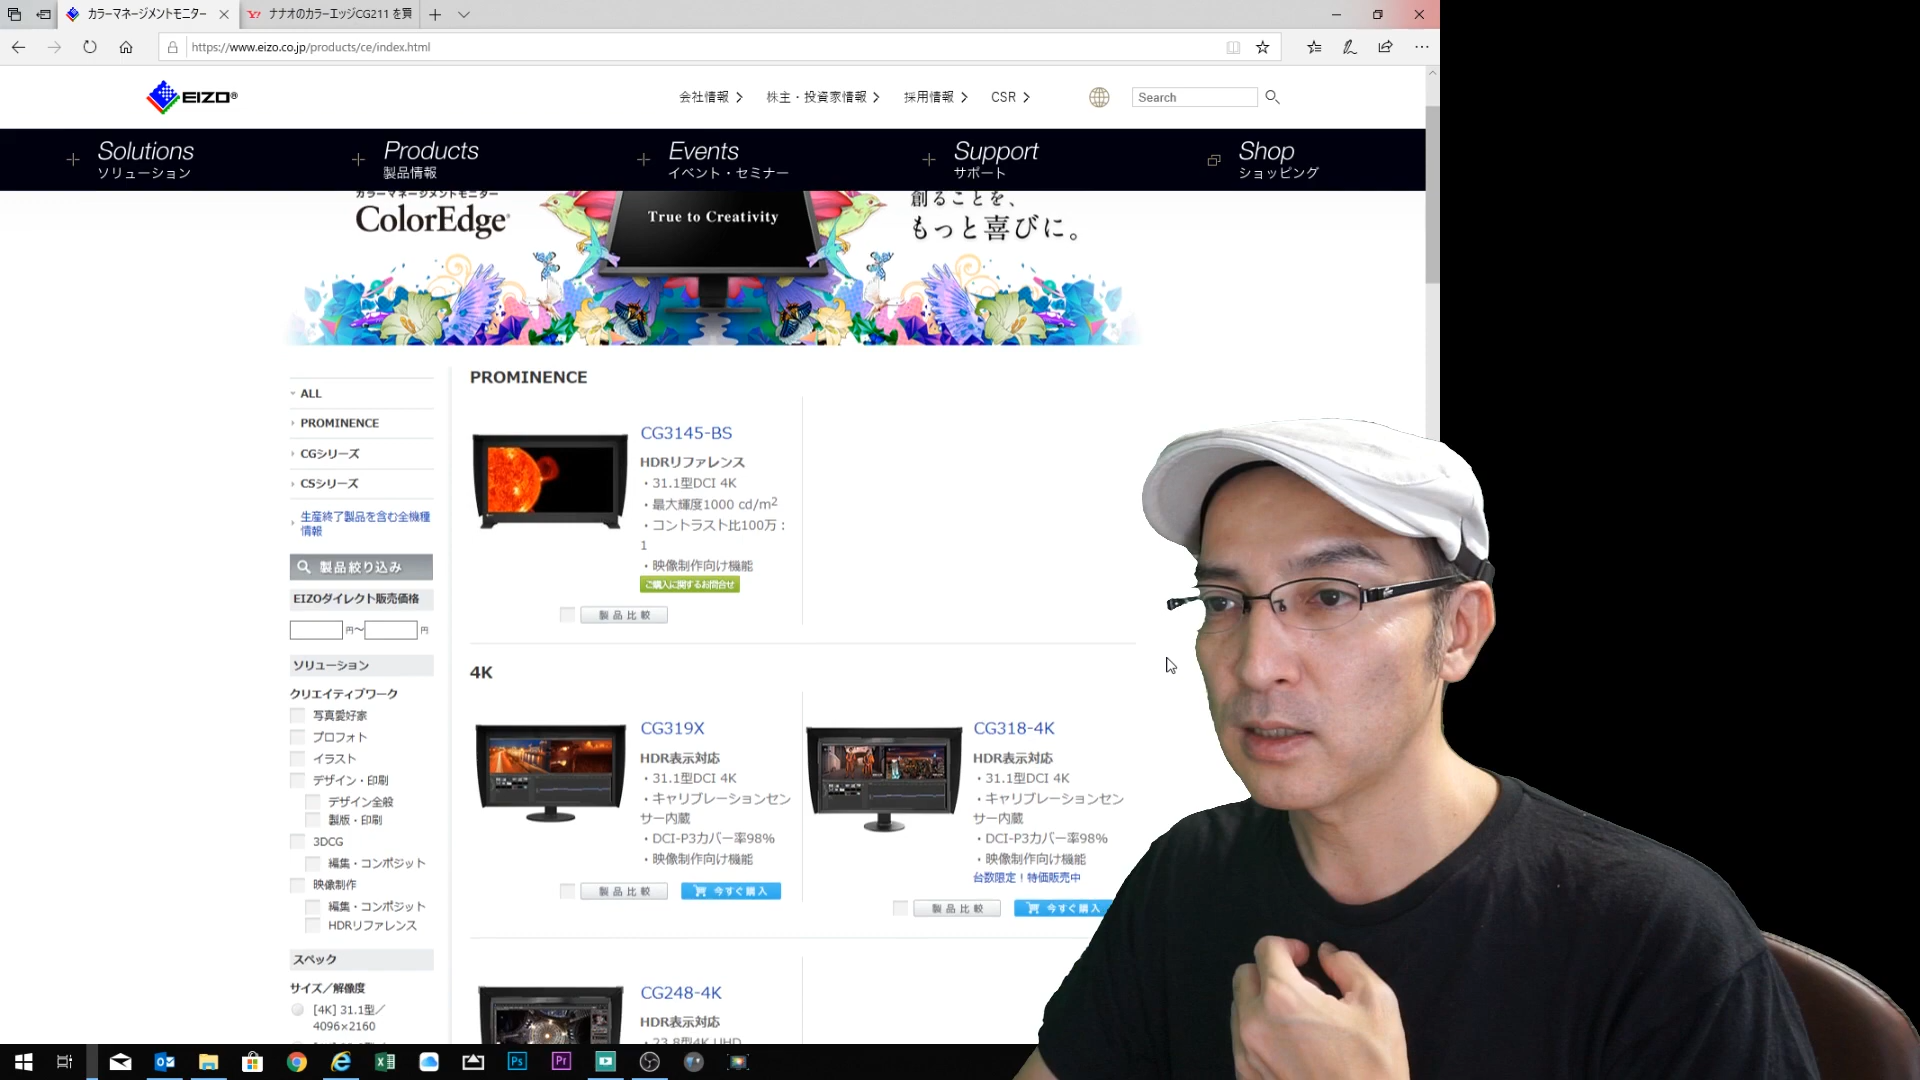 カラーマネージメントモニター
ナナオのカラーエッジCG211 を買
https://www.eizo.co.jp/products/ce/index.html
EIZO®
会社情報
株主・投資家情報
採用情報
CSR
Search
Solutions
ソリューション
Products
製品情報
Events
イベント・セミナー
Support
サポート
Shop
ショッピング
カラーマネージメントモニター
ColorEdge
True to Creativity
創ることを、
もっと喜びに。
ALL
PROMINENCE
CGシリーズ
CSシリーズ
生産終了製品を含む全機種
情報
製品絞り込み
EIZOダイレクト販売価格
円～ 円
ソリューション
クリエイティブワーク
写真愛好家
プロフォト
イラスト
デザイン・印刷
デザイン全般
製版・印刷
3DCG
編集・コンポジット
映像制作
編集・コンポジット
HDRリファレンス
スペック
サイズ／解像度
[4K] 31.1型／
4096×2160
PROMINENCE
CG3145-BS
HDRリファレンス
・31.1型DCI 4K
・最大輝度1000 cd/m2
・コントラスト比100万：
1
・映像制作向け機能
ご購入に関するお問合せ
製品比較
4K
CG319X
HDR表示対応
・31.1型DCI 4K
・キャリブレーションセン
サー内蔵
・DCI-P3カバー率98%
・映像制作向け機能
製品比較
今すぐ購入
CG318-4K
HDR表示対応
・31.1型DCI 4K
・キャリブレーションセン
サー内蔵
・DCI-P3カバー率98%
・映像制作向け機能
台数限定！特価販売中
製品比較
今すぐ購入
CG248-4K
HDR表示対応
・23.8型4K UHD
Ps
Pr